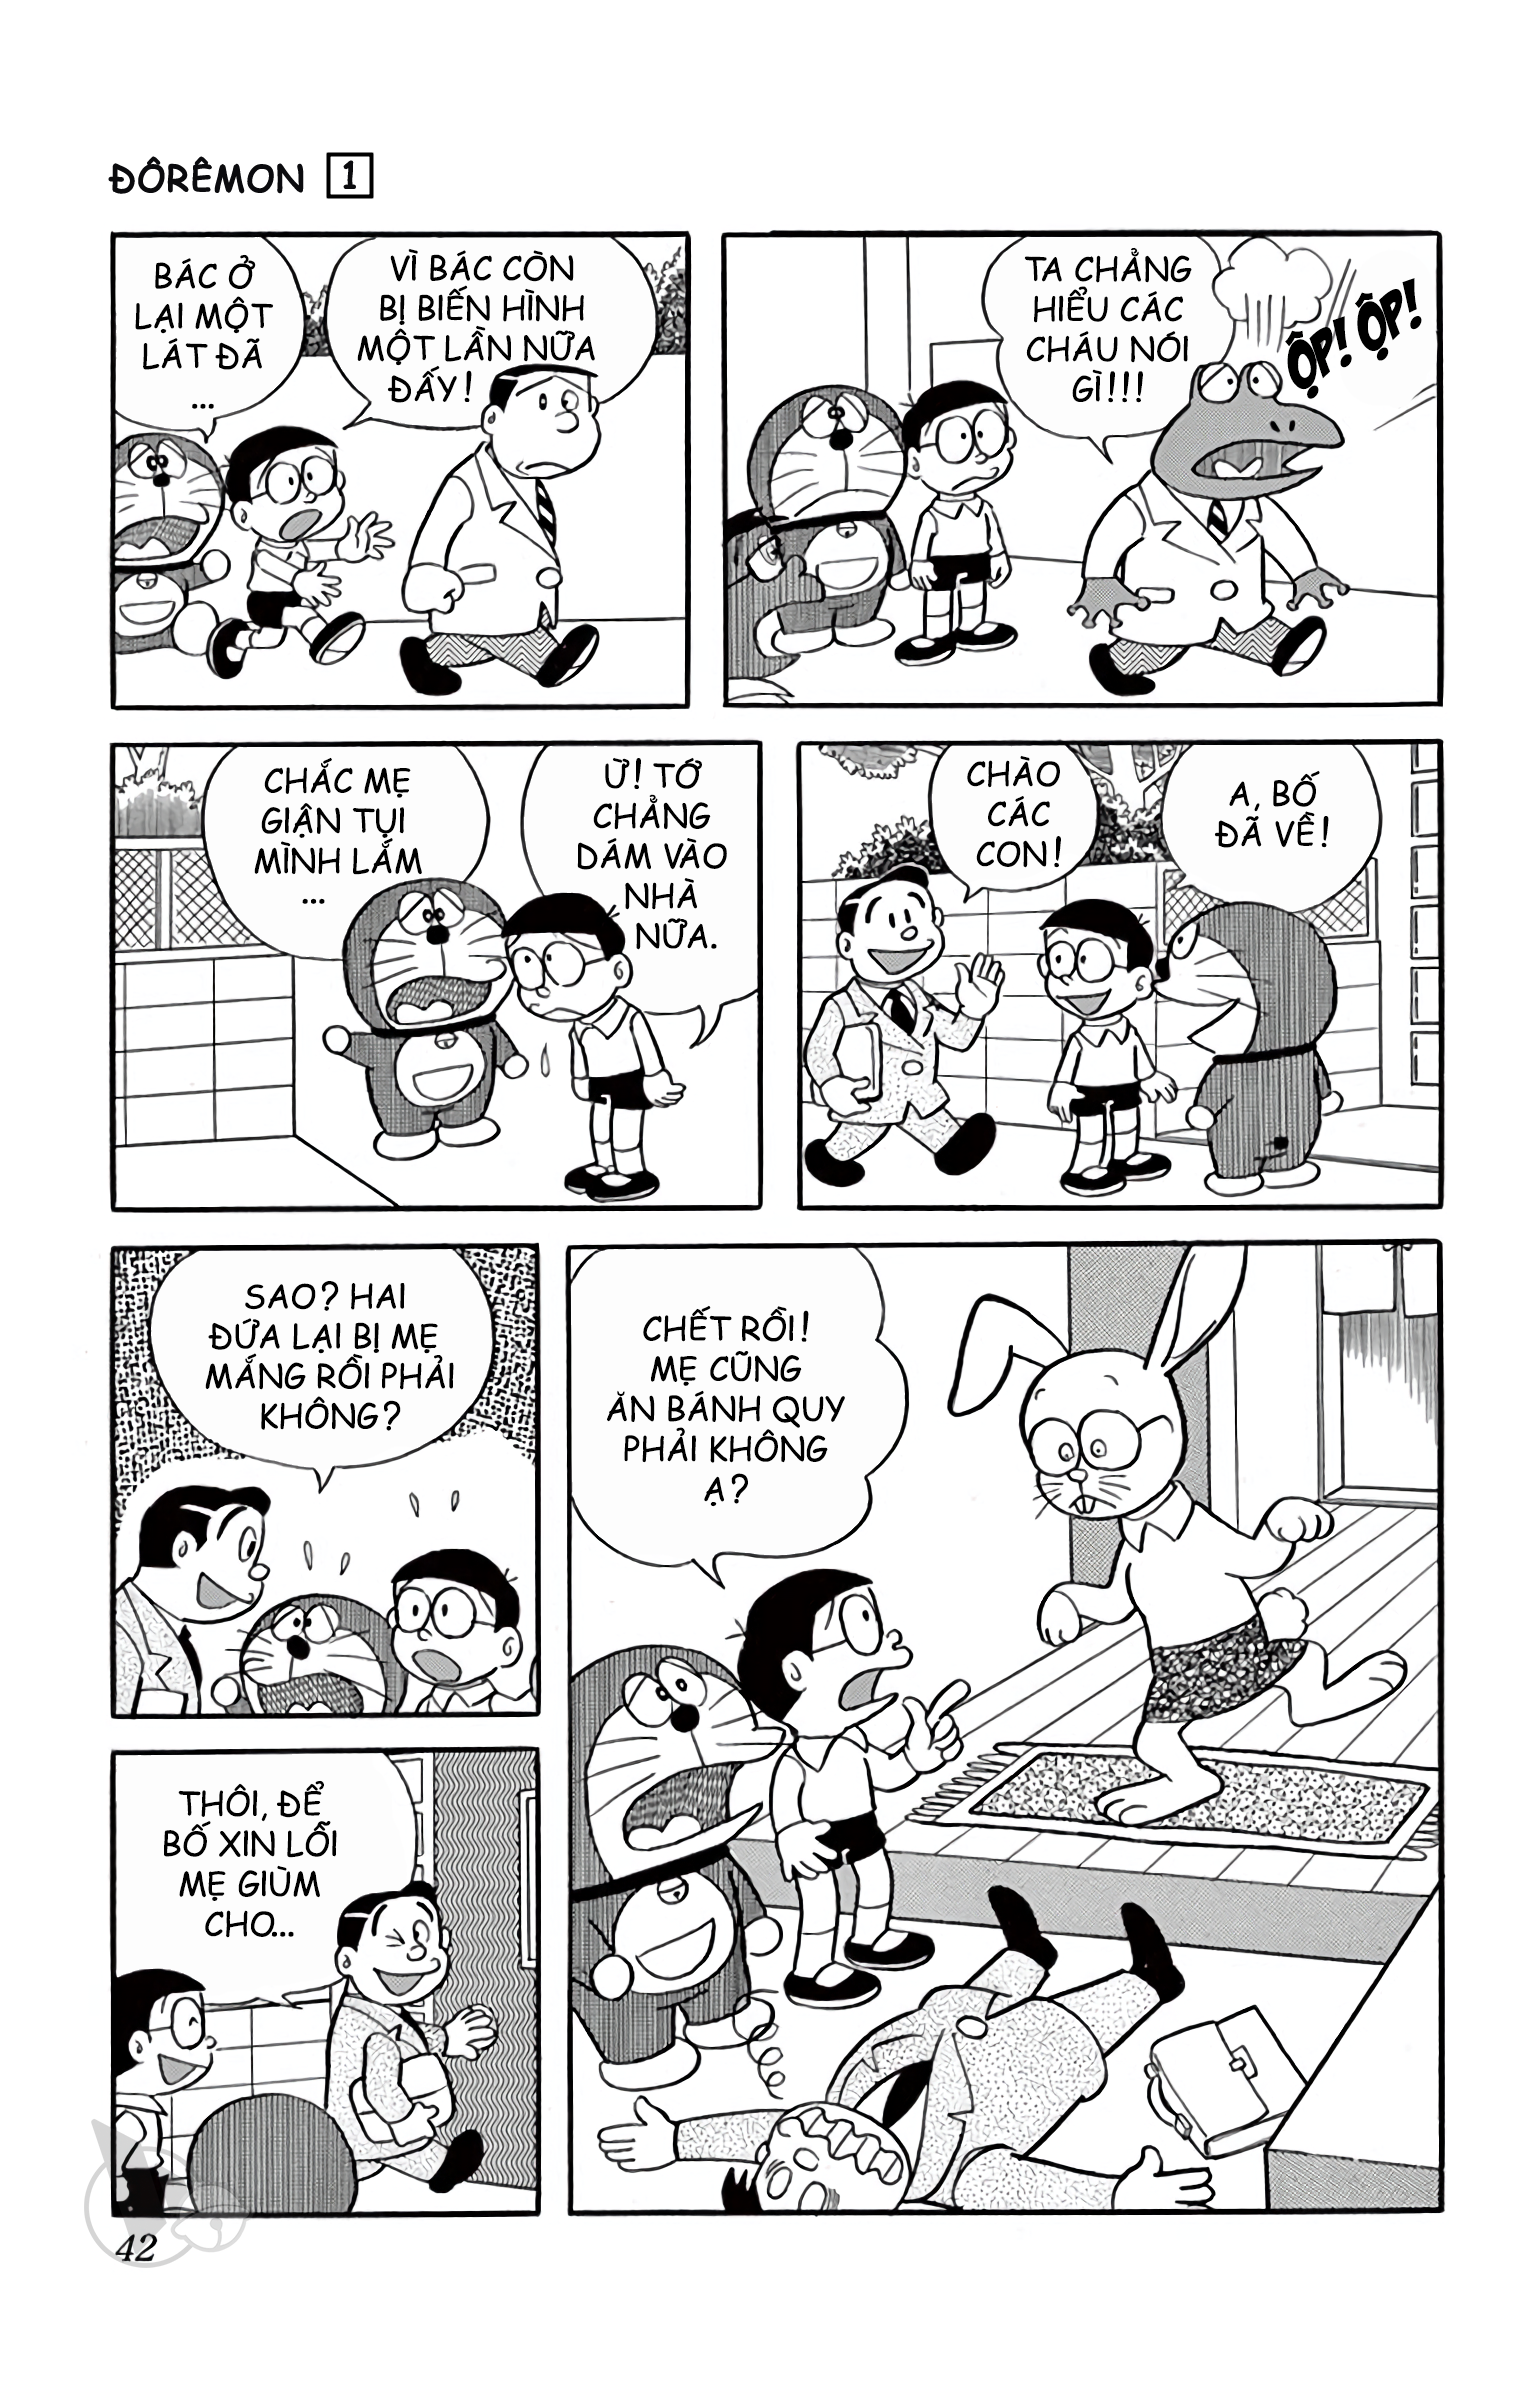 ĐÔRÊMON 1
BÁC Ở
LẠI MỘT
LÁT ĐÃ
...
VÌ BÁC CÒN
BỊ BIẾN HÌNH
MỘT LẦN NỮA
ĐẤY!
TA CHẲNG
HIỂU CÁC
CHÁU NÓI
GÌ!!!
ỘP! ỘP!
CHẮC MẸ
GIẬN TỤI
MÌNH LẮM
...
Ừ! TỚ
CHẲNG
DÁM VÀO
NHÀ
NỮA.
CHÀO
CÁC
CON!
A, BỐ
ĐÃ VỀ!
SAO? HAI
ĐỨA LẠI BỊ MẸ
MẮNG RỒI PHẢI
KHÔNG?
THÔI, ĐỂ
BỐ XIN LỖI
MẸ GIÙM
CHO...
CHẾT RỒI!
MẸ CŨNG
ĂN BÁNH QUY
PHẢI KHÔNG
Ạ?
42